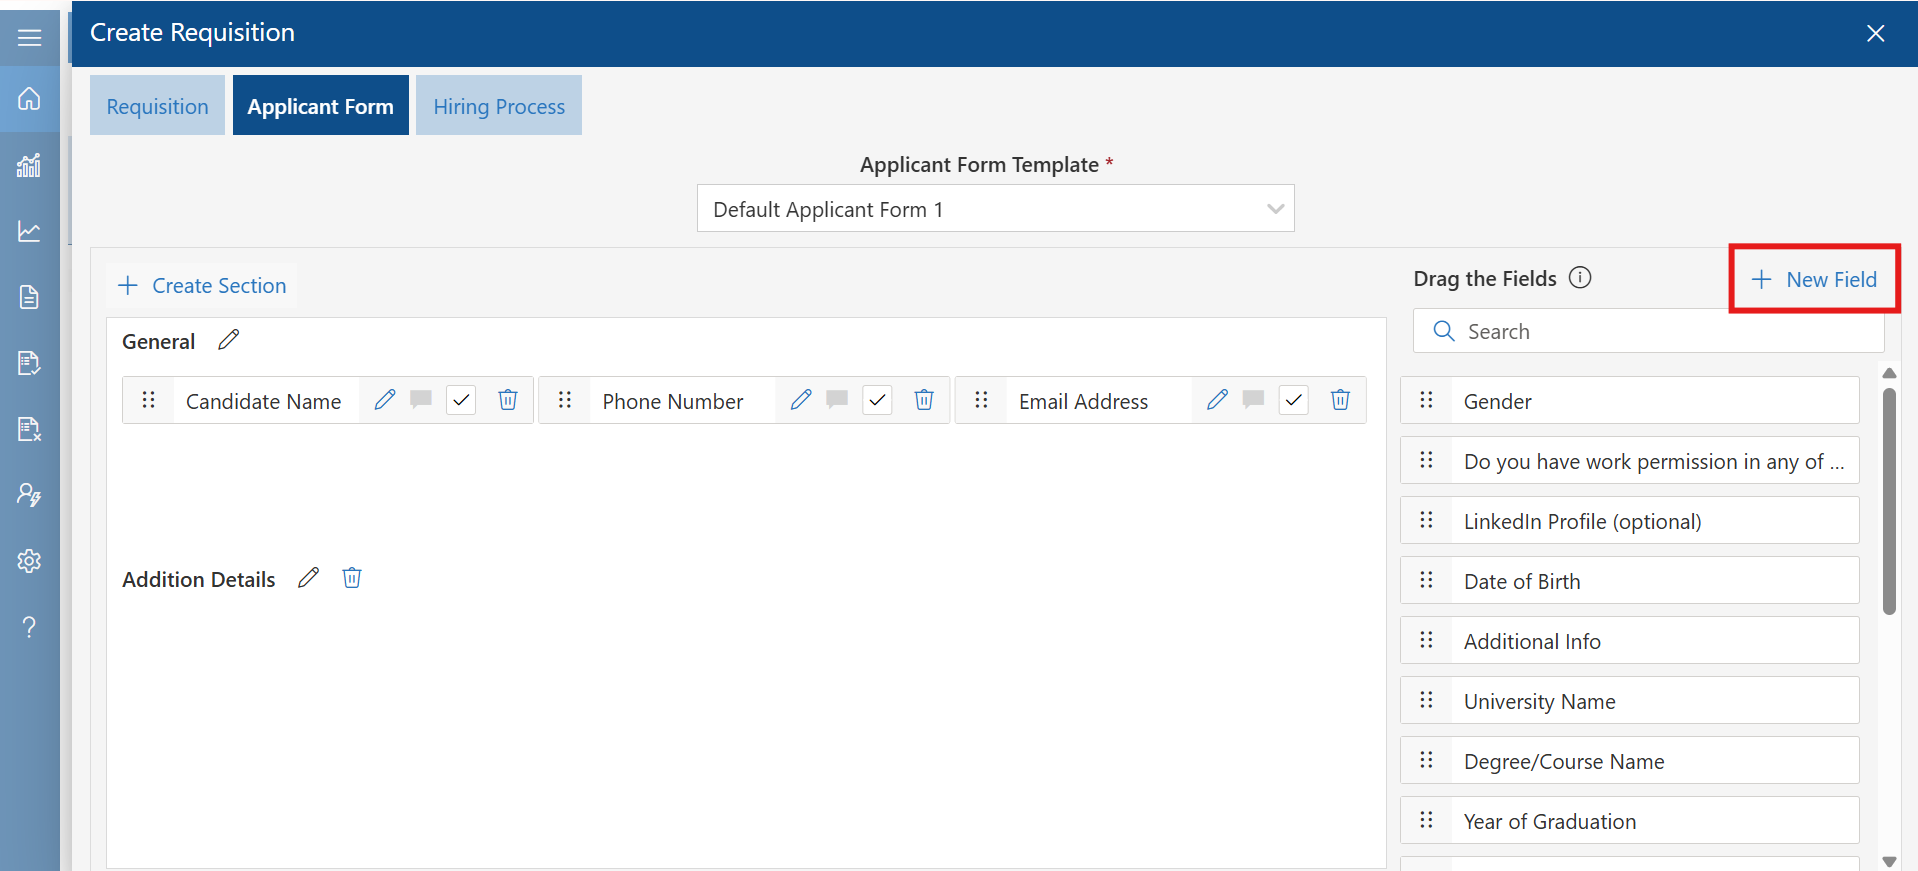 Create Requisition
Requisition
Applicant Form
Hiring Process
Applicant Form Template *
Default Applicant Form 1
Create Section
Drag the Fields
New Field
Search
General
Candidate Name
Phone Number
Email Address
Addition Details
Gender
Do you have work permission in any of ...
LinkedIn Profile (optional)
Date of Birth
Additional Info
University Name
Degree/Course Name
Year of Graduation